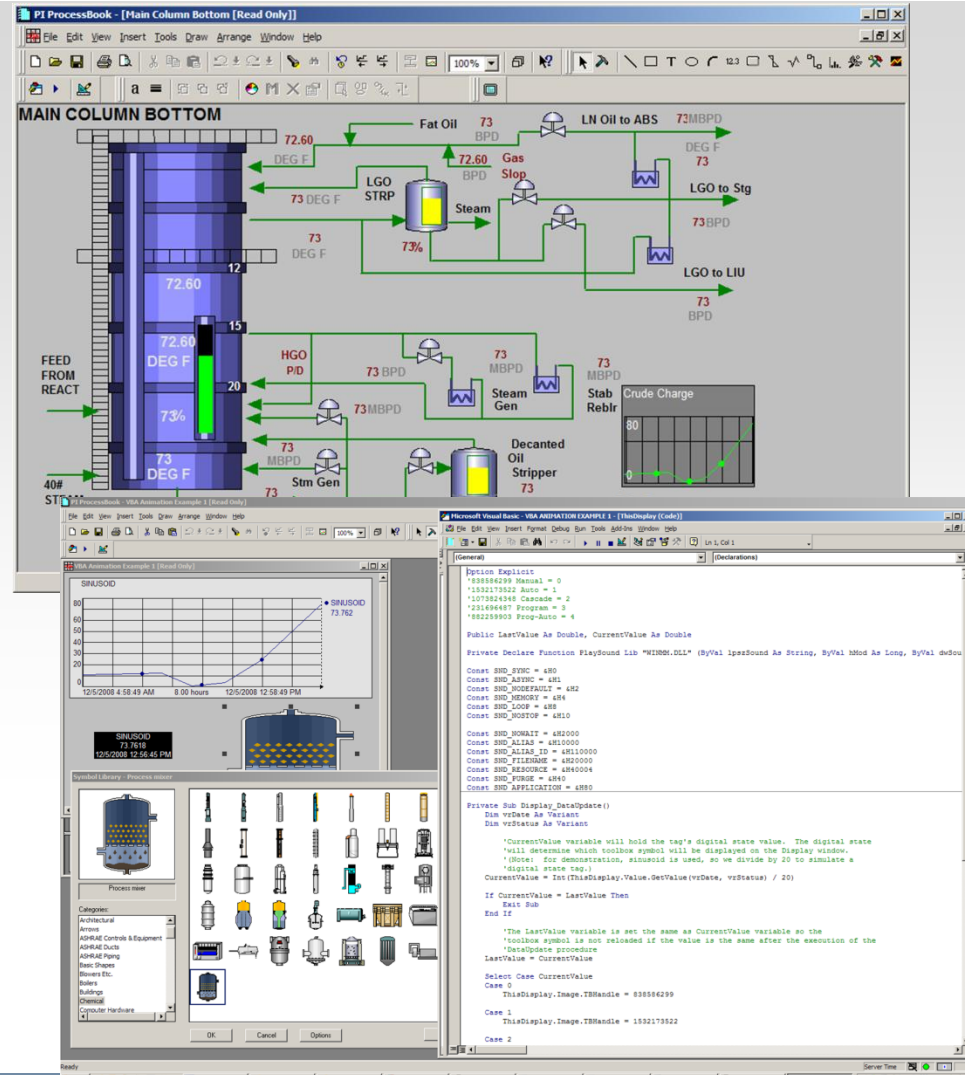 PI ProcessBook - [Main Column Bottom [Read Only]]
File Edit View Insert Tools Draw Arrange Window Help
100%
12.3
MAIN COLUMN BOTTOM
Fat Oil 73 BPD
LN Oil to ABS 73MBPD
DEG F
73
72.60
DEG F
72.60
BPD
Gas
Slop
LGO
STRP
73 DEG F
Steam
LGO to Stg
73BPD
73
DEG F
73%
12
LGO to LIU
73
BPD
72.60
15
72.60
DEG F
20
73%
73
DEG F
FEED
FROM
REACT
40#
STEAM
HGO
P/D
73 BPD
73
MBPD
Steam
Gen
73
MBPD
Stab
Reblr
73MBPD
73
MBPD
Stm Gen
73
Decanted
Oil
Stripper
73
Crude Charge
80
0
PI ProcessBook - VBA Animation Example 1 [Read Only]
File Edit View Insert Tools Draw Arrange Window Help
100%
VBA Animation Example 1 [Read Only]
SINUSOID
80
60
50
40
30
20
0
SINUSOID
73.762
12/5/2008 4:58:49 AM 8.00 hours 12/5/2008 12:58:49 PM
SINUSOID
73.7618
12/5/2008 12:56:45 PM
Symbol Library - Process mixer
Process mixer
Categories:
Architectural
Arrows
ASHRAE Controls & Equipment
ASHRAE Ducts
ASHRAE Piping
Basic Shapes
Blowers Etc.
Boilers
Buildings
Chemical
Computer Hardware
OK Cancel Options
Ready
Microsoft Visual Basic - VBA ANIMATION EXAMPLE 1 - [ThisDisplay (Code)]
File Edit View Insert Format Debug Run Tools Add-Ins Window Help
Ln 1, Col 1
(General) (Declarations)
Option Explicit
'838586299 Manual = 0
'1532173522 Auto = 1
'1073824348 Cascade = 2
'231696487 Program = 3
'882259903 Prog-Auto = 4
Public LastValue As Double, CurrentValue As Double
Private Declare Function PlaySound Lib "WINMM.DLL" (ByVal lpszSound As String, ByVal hMod As Long, ByVal dwSou
Const SND_SYNC = &H0
Const SND_ASYNC = &H1
Const SND_NODEFAULT = &H2
Const SND_MEMORY = &H4
Const SND_LOOP = &H8
Const SND_NOSTOP = &H10
Const SND_NOWAIT = &H2000
Const SND_ALIAS = &H10000
Const SND_ALIAS_ID = &H110000
Const SND_FILENAME = &H20000
Const SND_RESOURCE = &H40004
Const SND_PURGE = &H40
Const SND_APPLICATION = &H80
Private Sub Display_DataUpdate()
Dim vrDate As Variant
Dim vrStatus As Variant
'CurrentValue variable will hold the tag's digital state value. The digital state
'will determine which toolbox symbol will be displayed on the Display window.
'(Note: for demonstration, sinusoid is used, so we divide by 20 to simulate a
'digital state tag.)
CurrentValue = Int(ThisDisplay.Value.GetValue(vrDate, vrStatus) / 20)
If CurrentValue = LastValue Then
Exit Sub
End If
'The LastValue variable is set the same as CurrentValue variable so the
'toolbox symbol is not reloaded if the value is the same after the execution of the
'DataUpdate procedure
LastValue = CurrentValue
Select Case CurrentValue
Case 0
ThisDisplay.Image.TBHandle = 838586299
Case 1
ThisDisplay.Image.TBHandle = 1532173522
Case 2
Server Time